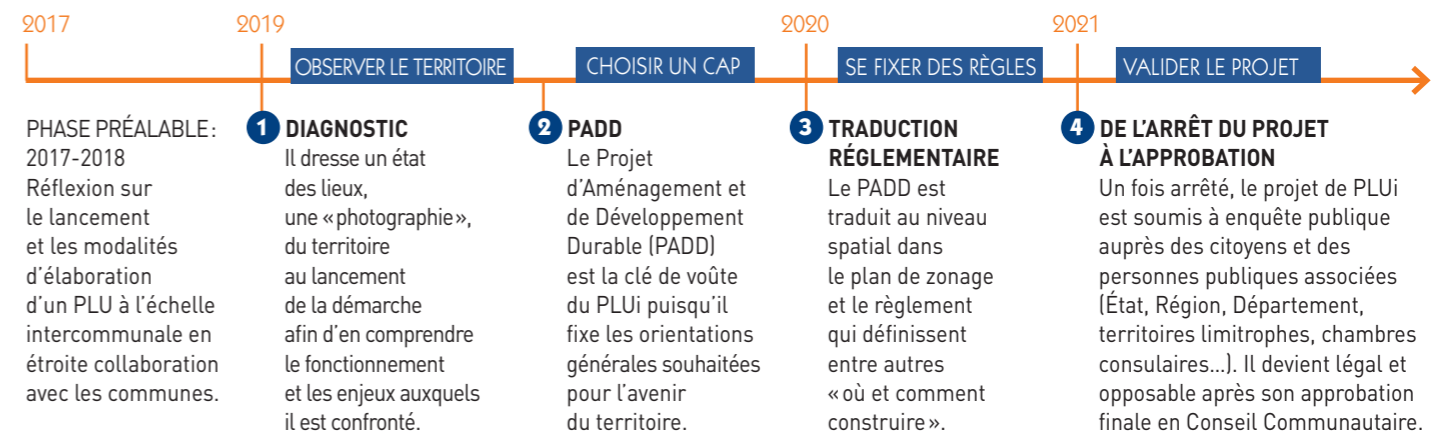 2017
2019
2020
2021
OBSERVER LE TERRITOIRE
CHOISIR UN CAP
SE FIXER DES RÈGLES
VALIDER LE PROJET
PHASE PRÉALABLE :
2017-2018
Réflexion sur
le lancement
et les modalités
d’élaboration
d’un PLU à l’échelle
intercommunale en
étroite collaboration
avec les communes.
1 DIAGNOSTIC
Il dresse un état
des lieux,
une « photographie »,
du territoire
au lancement
de la démarche
afin d’en comprendre
le fonctionnement
et les enjeux auxquels
il est confronté.
2 PADD
Le Projet
d’Aménagement et
de Développement
Durable (PADD)
est la clé de voûte
du PLUi puisqu’il
fixe les orientations
générales souhaitées
pour l’avenir
du territoire.
3 TRADUCTION
RÉGLEMENTAIRE
Le PADD est
traduit au niveau
spatial dans
le plan de zonage
et le règlement
qui définissent
entre autres
« où et comment
construire ».
4 DE L’ARRÊT DU PROJET
À L’APPROBATION
Un fois arrêté, le projet de PLUi
est soumis à enquête publique
auprès des citoyens et des
personnes publiques associées
(État, Région, Département,
territoires limitrophes, chambres
consulaires…). Il devient légal et
opposable après son approbation
finale en Conseil Communautaire.